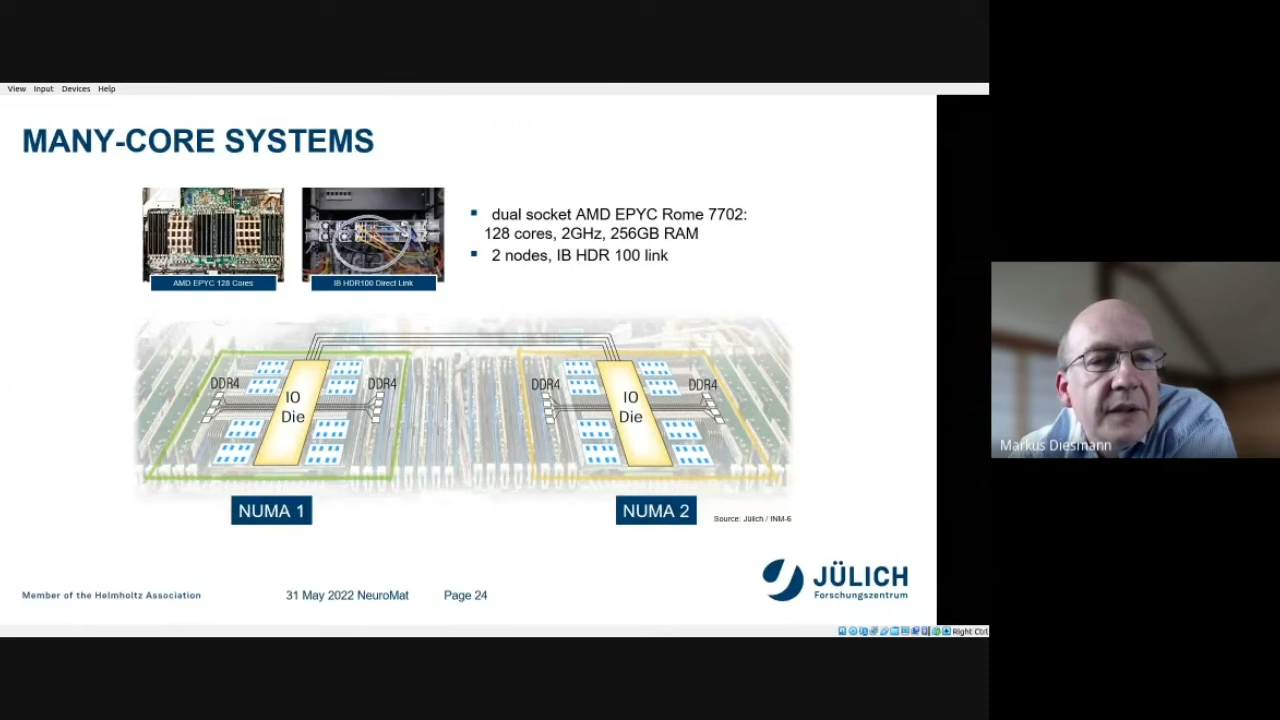 View Input Devices Help
MANY-CORE SYSTEMS
dual socket AMD EPYC Rome 7702:
128 cores, 2GHz, 256GB RAM
2 nodes, IB HDR 100 link
AMD EPYC 128 Cores
IB HDR100 Direct Link
DDR4
IO
Die
DDR4
DDR4
IO
Die
DDR4
NUMA 1
NUMA 2
Source: Jülich / INM-6
Markus Diesmann
JÜLICH
Forschungszentrum
Member of the Helmholtz Association
31 May 2022 NeuroMat
Page 24
Right Ctrl